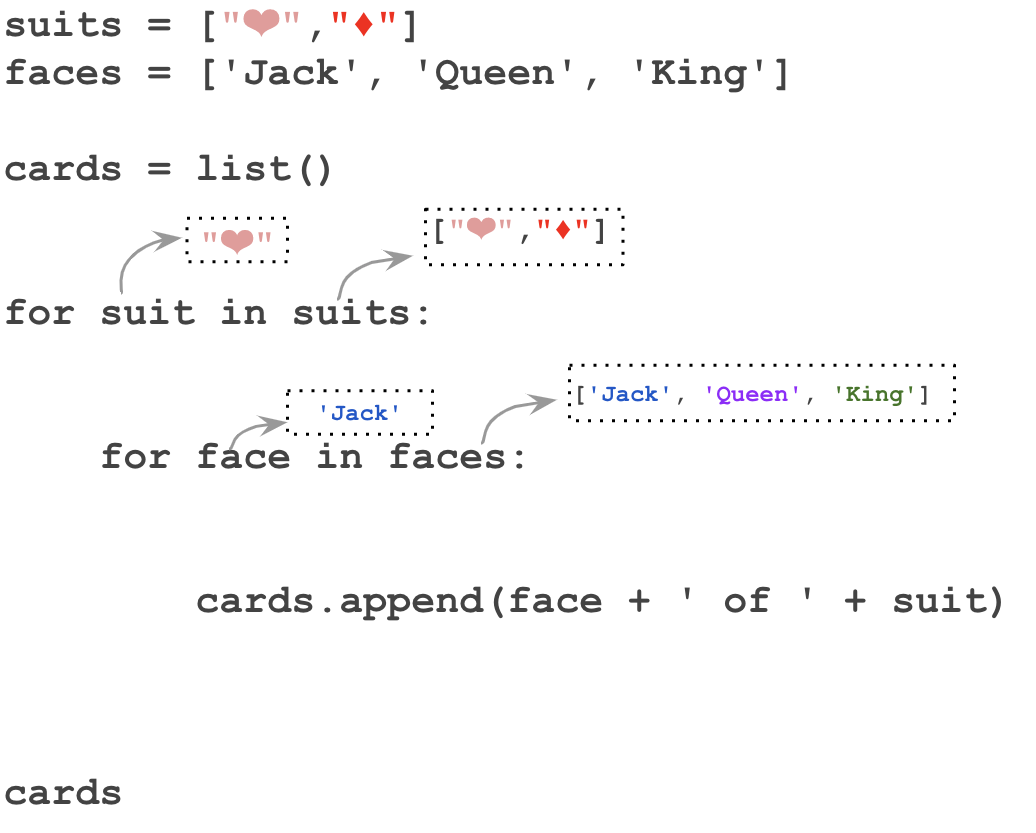 suits = ["❤","♦"]
faces = ['Jack', 'Queen', 'King']
cards = list()
"❤"
["❤","♦"]
for suit in suits:
'Jack'
['Jack', 'Queen', 'King']
    for face in faces:
        cards.append(face + ' of ' + suit)
cards